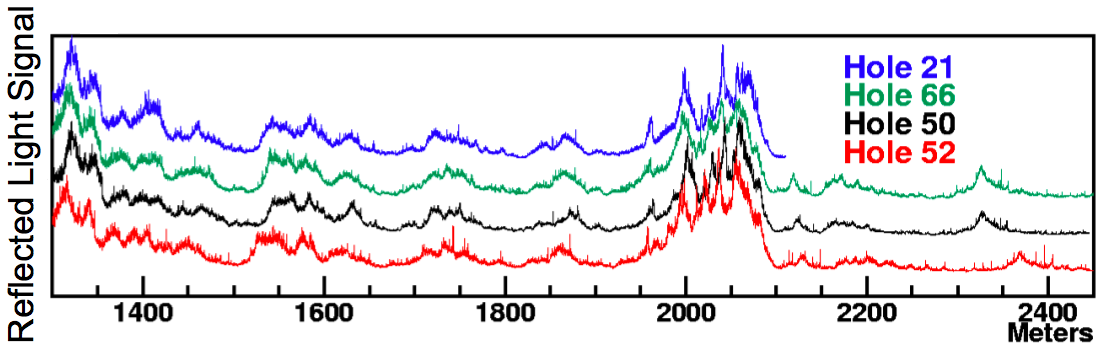 Reflected Light Signal
Hole 21
Hole 66
Hole 50
Hole 52
1400 1600 1800 2000 2200 2400
Meters